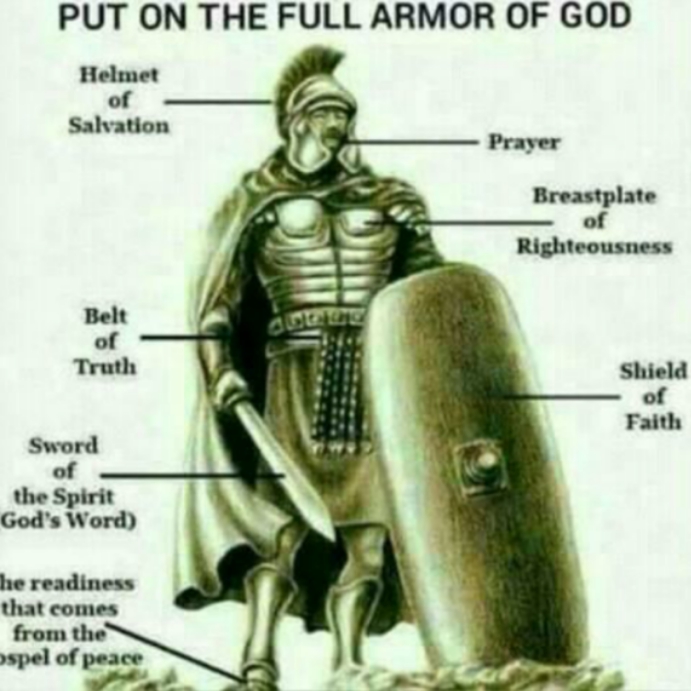 PUT ON THE FULL ARMOR OF GOD
Helmet
of
Salvation
Prayer
Breastplate
of
Righteousness
Belt
of
Truth
Shield
of
Faith
Sword
of
the Spirit
God's Word)
he readiness
that comes
from the
ospel of peace